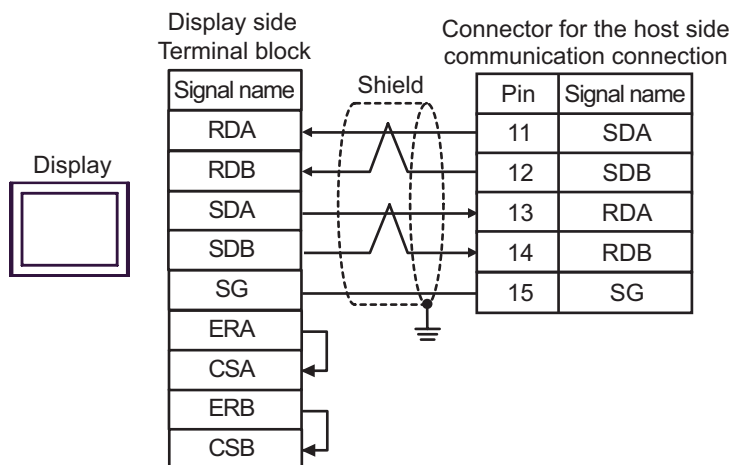 Display side
Terminal block
Connector for the host side
communication connection
Signal name
Shield
Pin Signal name
RDA
11 SDA
RDB
12 SDB
Display
SDA
13 RDA
SDB
14 RDB
SG
15 SG
ERA
CSA
ERB
CSB